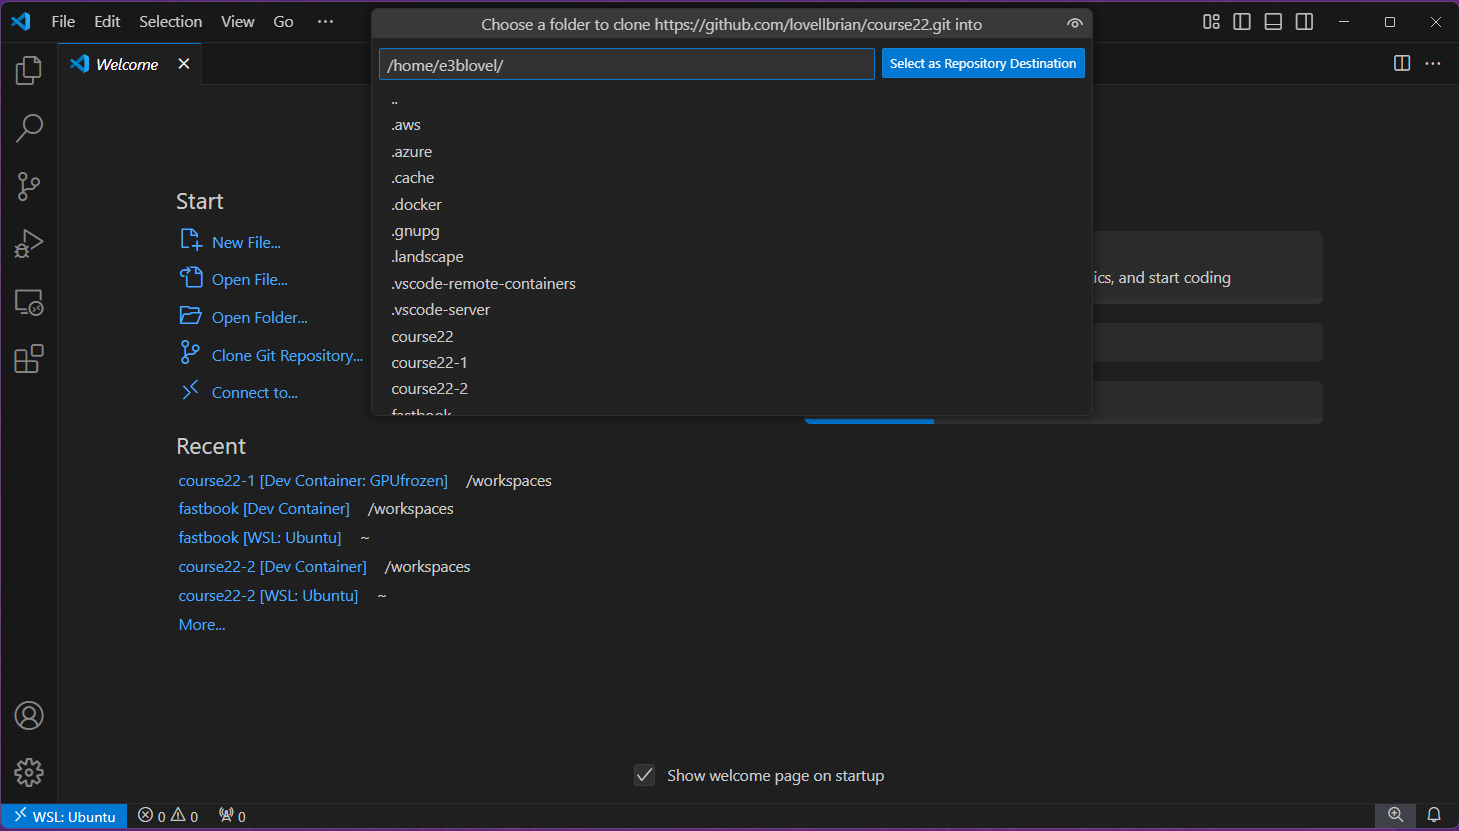 File Edit Selection View Go ···
Choose a folder to clone https://github.com/lovellbrian/course22.git into
Welcome
/home/e3blovel/
Select as Repository Destination
..
.aws
.azure
.cache
.docker
.gnupg
.landscape
.vscode-remote-containers
.vscode-server
course22
course22-1
course22-2
fastbook
Start
New File...
Open File...
Open Folder...
Clone Git Repository...
Connect to...
ics, and start coding
Recent
course22-1 [Dev Container: GPUfrozen] /workspaces
fastbook [Dev Container] /workspaces
fastbook [WSL: Ubuntu] ~
course22-2 [Dev Container] /workspaces
course22-2 [WSL: Ubuntu] ~
More...
Show welcome page on startup
WSL: Ubuntu 0 0 0